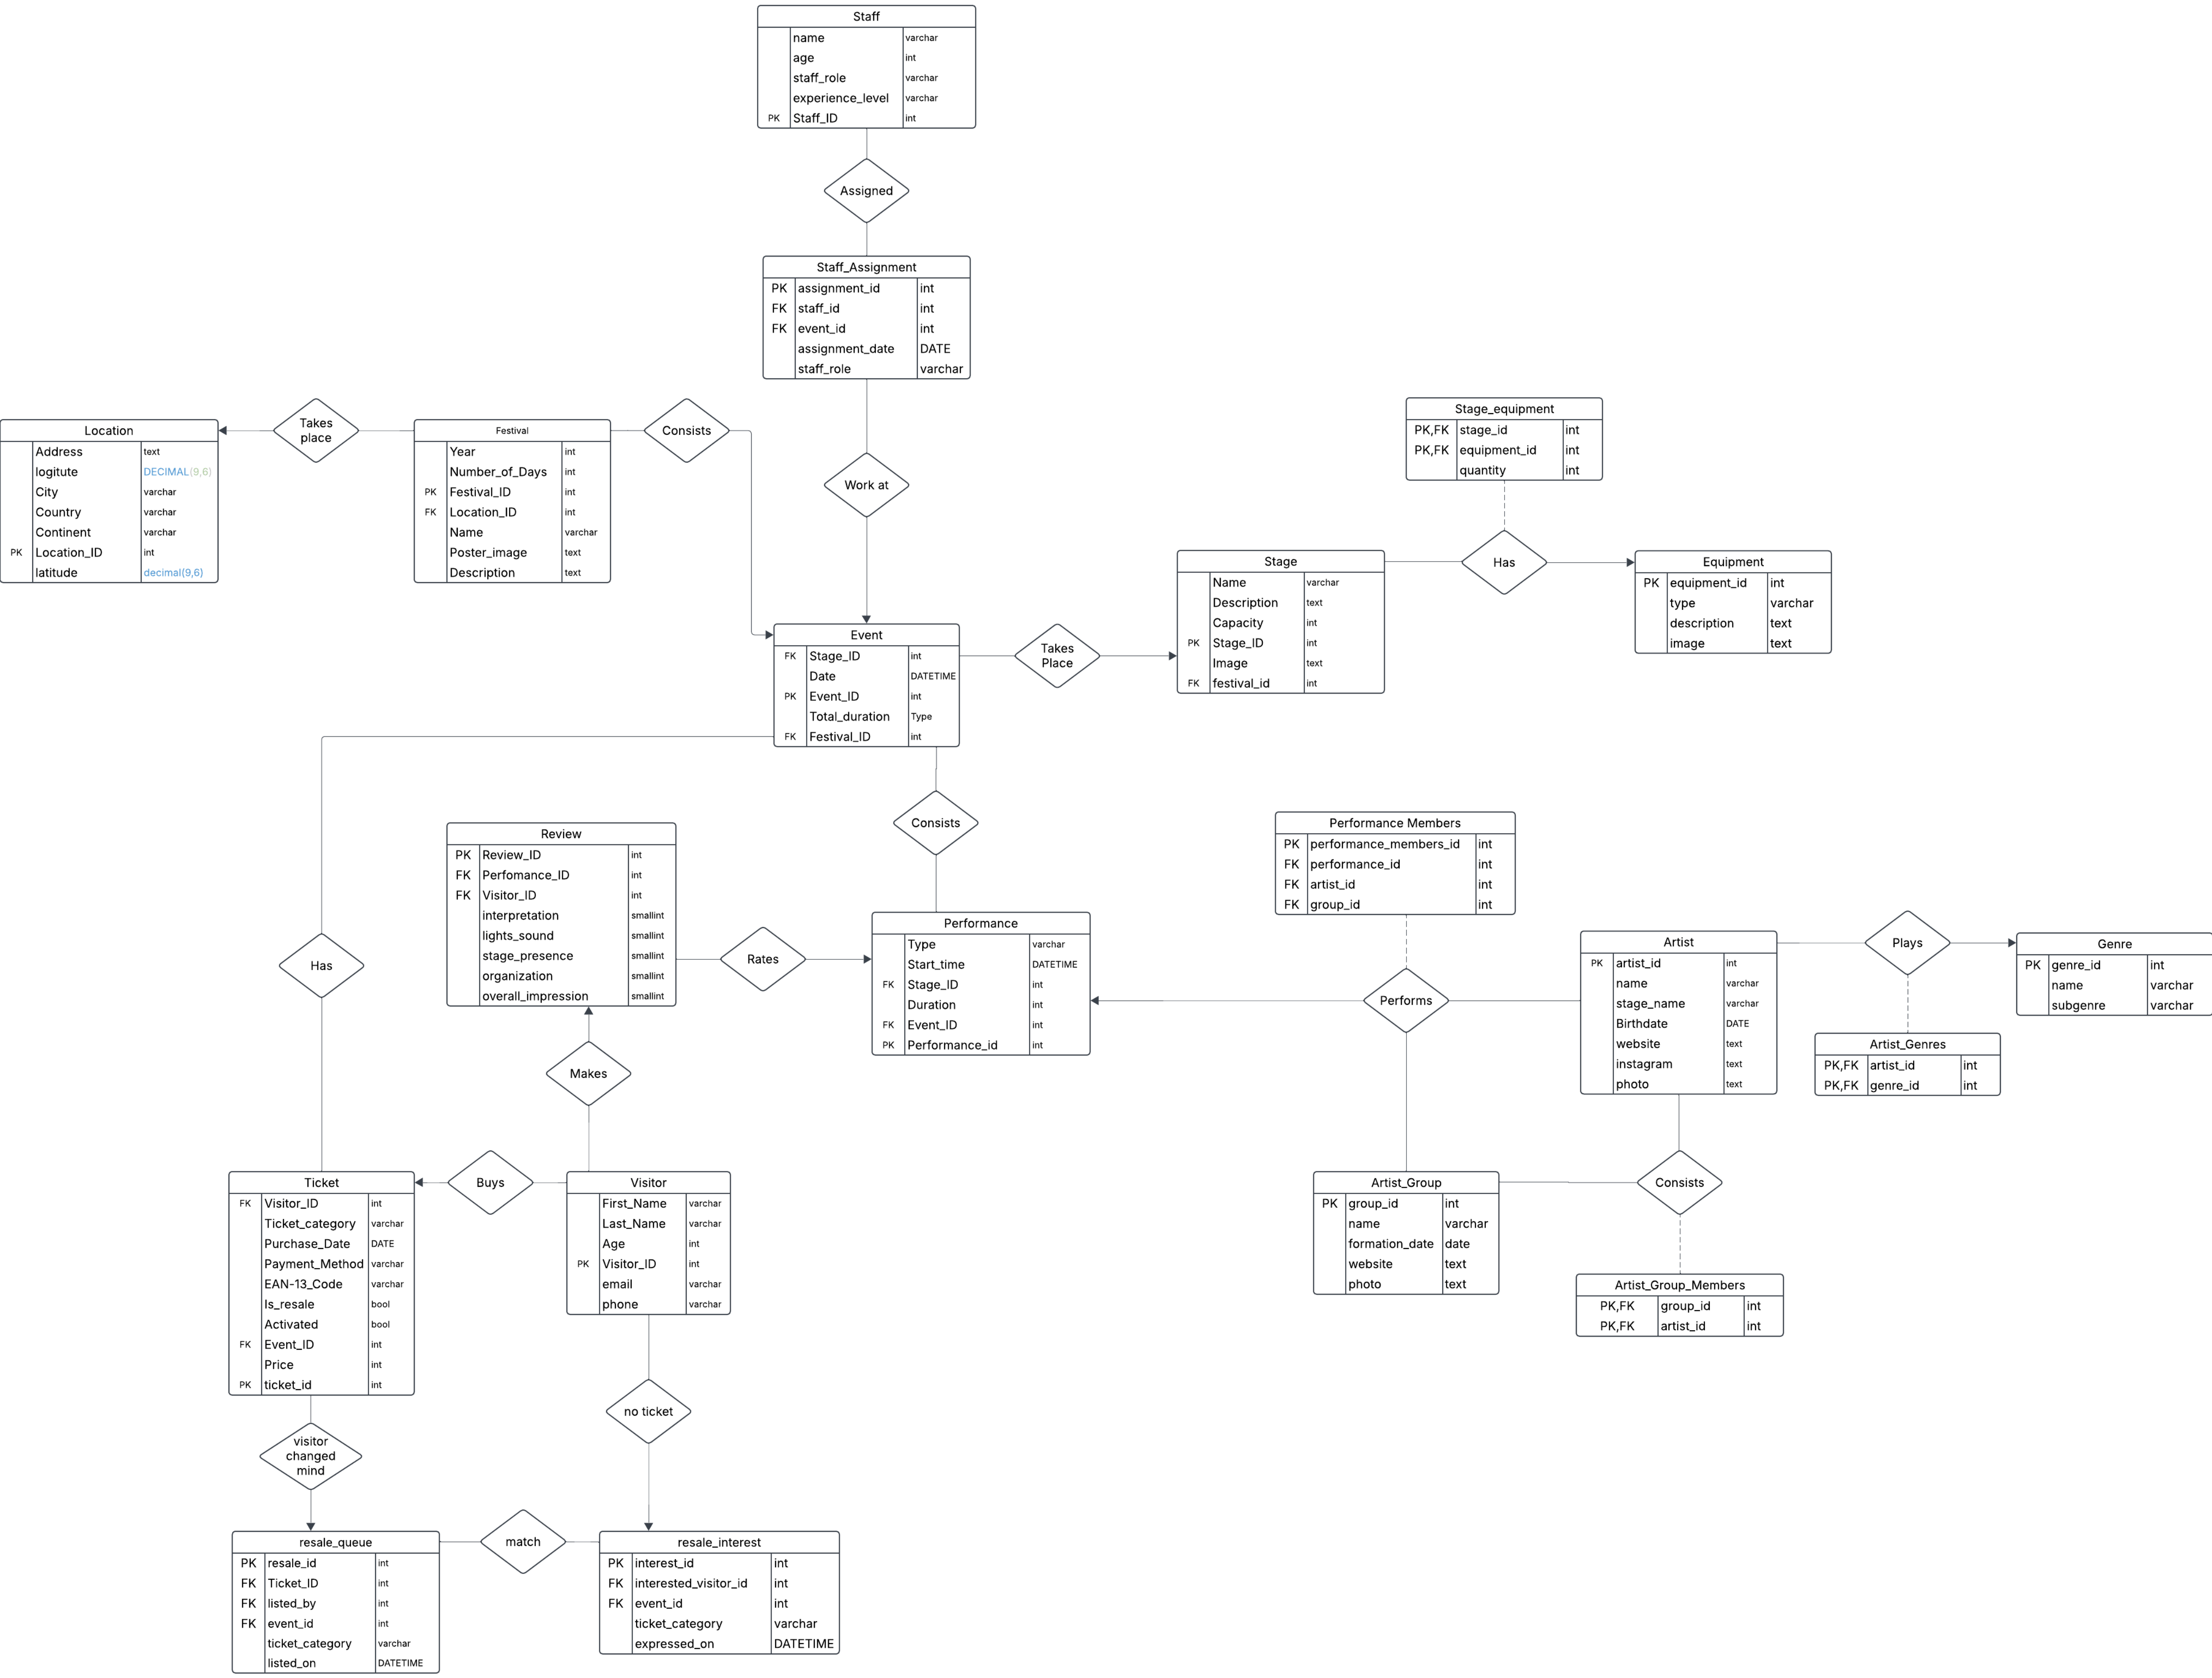 Staff
name varchar
age int
staff_role varchar
experience_level varchar
PK Staff_ID int
Assigned
Staff_Assignment
PK assignment_id int
FK staff_id int
FK event_id int
assignment_date DATE
staff_role varchar
Work at
Location
Address text
logitute DECIMAL(9,6)
City varchar
Country varchar
Continent varchar
PK Location_ID int
latitude decimal(9,6)
Takes
place
Festival
Year int
Number_of_Days int
PK Festival_ID int
FK Location_ID int
Name varchar
Poster_image text
Description text
Consists
Stage_equipment
PK,FK stage_id int
PK,FK equipment_id int
quantity int
Has
Equipment
PK equipment_id int
type varchar
description text
image text
Stage
Name varchar
Description text
Capacity int
PK Stage_ID int
Image text
FK festival_id int
Takes
Place
Event
FK Stage_ID int
Date DATETIME
PK Event_ID int
Total_duration Type
FK Festival_ID int
Consists
Has
Review
PK Review_ID int
FK Perfomance_ID int
FK Visitor_ID int
interpretation smallint
lights_sound smallint
stage_presence smallint
organization smallint
overall_impression smallint
Rates
Performance
Type varchar
Start_time DATETIME
FK Stage_ID int
Duration int
FK Event_ID int
PK Performance_id int
Performance Members
PK performance_members_id int
FK performance_id int
FK artist_id int
FK group_id int
Performs
Artist
PK artist_id int
name varchar
stage_name varchar
Birthdate DATE
website text
instagram text
photo text
Plays
Genre
PK genre_id int
name varchar
subgenre varchar
Artist_Genres
PK,FK artist_id int
PK,FK genre_id int
Makes
Ticket
FK Visitor_ID int
Ticket_category varchar
Purchase_Date DATE
Payment_Method varchar
EAN-13_Code varchar
Is_resale bool
Activated bool
FK Event_ID int
Price int
PK ticket_id int
Buys
Visitor
First_Name varchar
Last_Name varchar
Age int
PK Visitor_ID int
email varchar
phone varchar
Artist_Group
PK group_id int
name varchar
formation_date date
website text
photo text
Consists
Artist_Group_Members
PK,FK group_id int
PK,FK artist_id int
no ticket
visitor
changed
mind
resale_queue
PK resale_id int
FK Ticket_ID int
FK listed_by int
FK event_id int
ticket_category varchar
listed_on DATETIME
match
resale_interest
PK interest_id int
FK interested_visitor_id int
FK event_id int
ticket_category varchar
expressed_on DATETIME